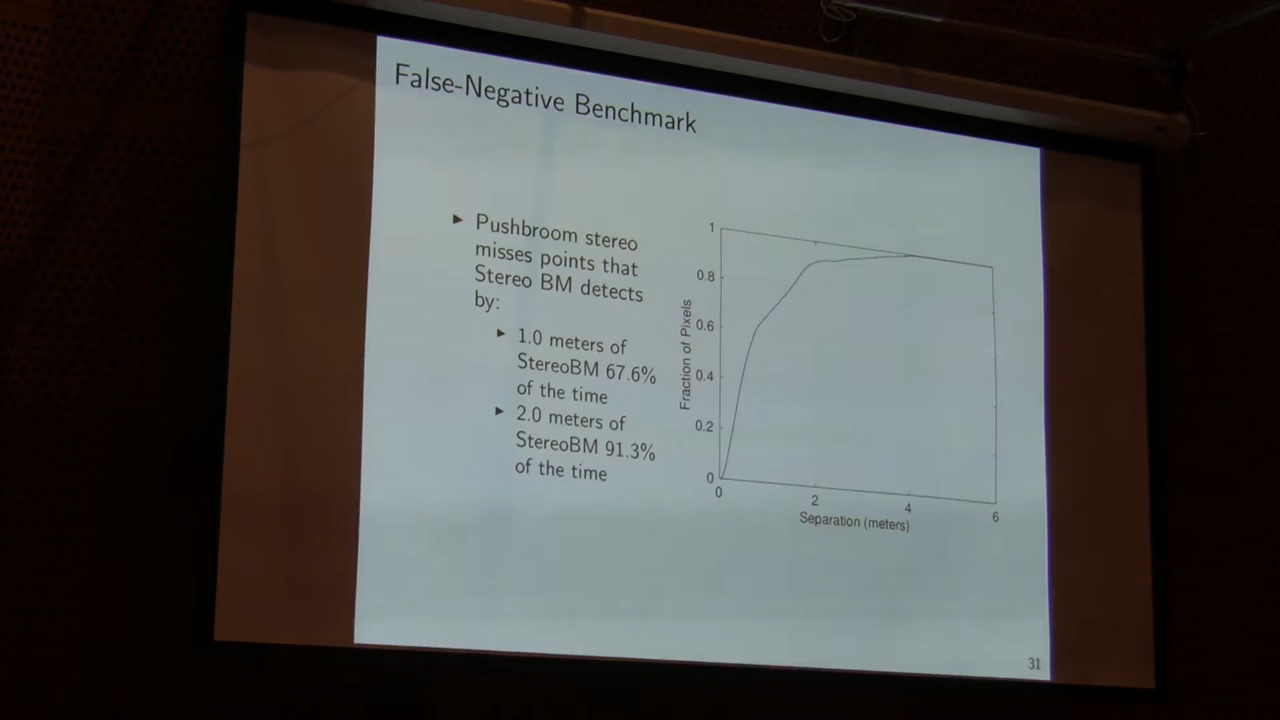 False-Negative Benchmark
Pushbroom stereo
misses points that
Stereo BM detects
by:
1.0 meters of
StereoBM 67.6%
of the time
2.0 meters of
StereoBM 91.3%
of the time
1
0.8
0.6
0.4
0.2
0
Fraction of Pixels
0
2
4
6
Separation (meters)
31